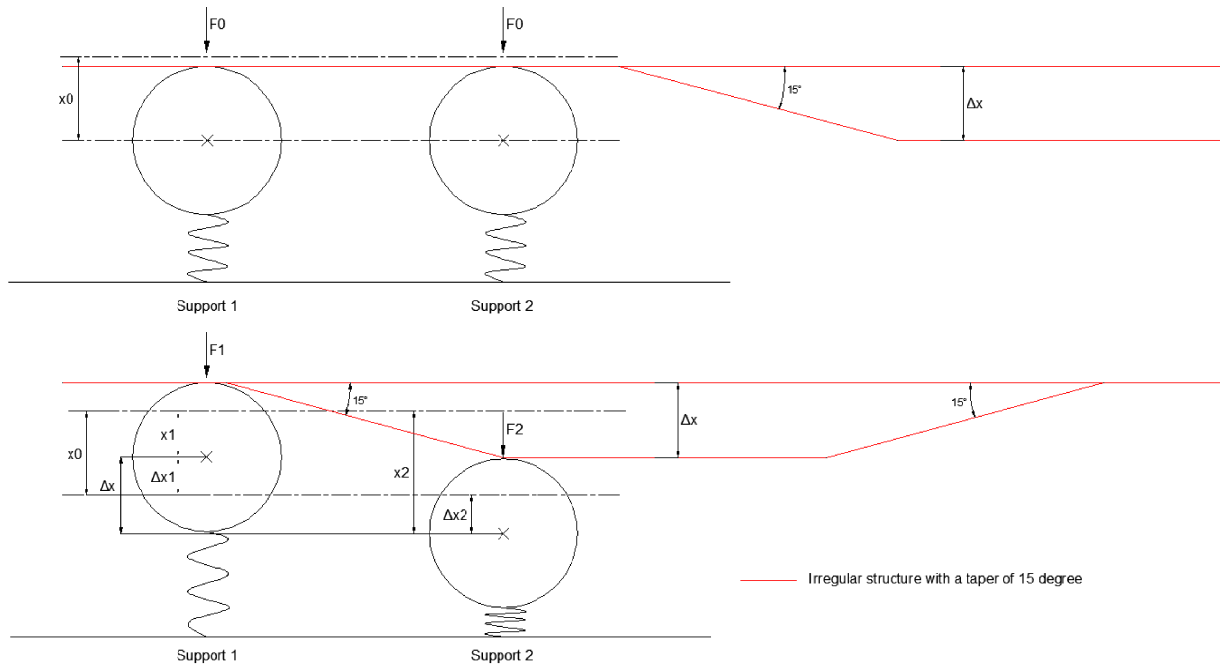 F0 F0
x0 15° Δx
Support 1 Support 2
F1
15° Δx 15°
F2
x1
x0 x2
Δx Δx1
Δx2
Irregular structure with a taper of 15 degree
Support 1 Support 2